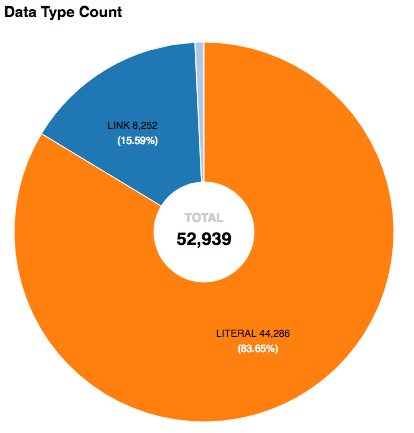 Data Type Count
LINK 8,252
(15.59%)
TOTAL
52,939
LITERAL 44,286
(83.65%)